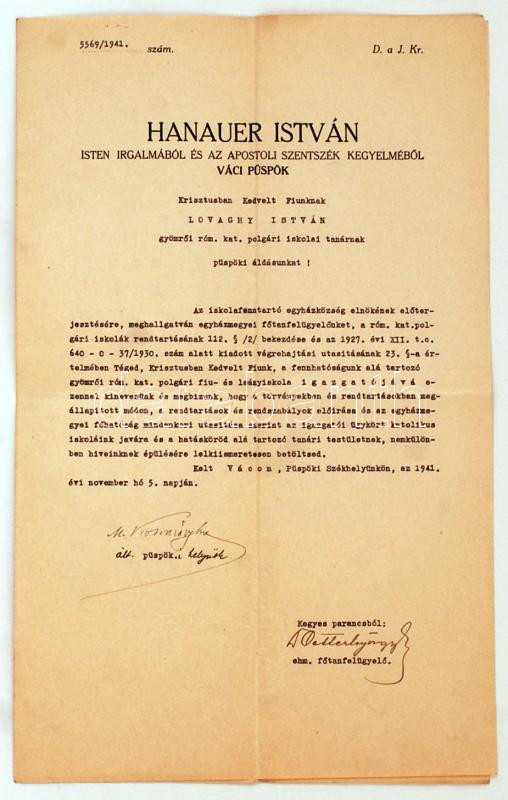 5569/1941. szám. D. a J. Kr.
HANAUER ISTVÁN
ISTEN IRGALMÁBÓL ÉS AZ APOSTOLI SZENTSZÉK KEGYELMÉBŐL
VÁCI PÜSPÖK
Krisztusban Kedvelt Fiunknak
LOVAGHY ISTVÁN
gyömrői róm. kat. polgári iskolai tanárnak
püspöki áldásunkat !
Az iskolafenntartó egyházközség elnökének előter-
jesztésére, meghallgatván egyházmegyei főtanfelügyelőnket, a róm. kat.pol-
gári iskolák rendtartásának 112. § /2/ bekezdése és az 1927. évi XII. t.c.
640 - 0 - 37/1930. szám alatt kiadott végrehajtási utasításának 23. §-a ér-
telmében Téged, Krisztusban Kedvelt Fiunk, a fennhatóságunk alá tartozó
gyömrői róm. kat. polgári fiu- és leányiskola igazgatójává e-
zennel kinevezünk és megbizunk, hogy a törvényekben és rendtartásokban meg-
állapitott módon, a rendtartások és rendszabályok előirásai és az egyházme-
gyei főhatóság mindenkori utasitásai szerint az igazgatói ügykört katolikus
iskoláink javára és a hatásköröd alá tartozó tanári testületnek, nemkülön-
ben hiveinknek épülésére lelkiismeretesen betöltsed.
Kelt Vácon, Püspöki Székhelyünkön, az 1941.
évi november hó 5. napján.
ált. püspöki helynök
Kegyes parancsból:
ehm. főtanfelügyelő.
darabanth